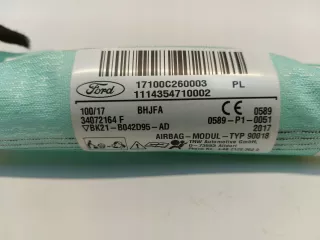 Ford
17100C260003 PL
1114354710002
100/17 BHJFA CE 0589
34072164 F 0589-P1-0051
▽BK21-B042D95-AD 2017
AIRBAG-MODUL-TYP 90018
TRW Automotive GmbH,